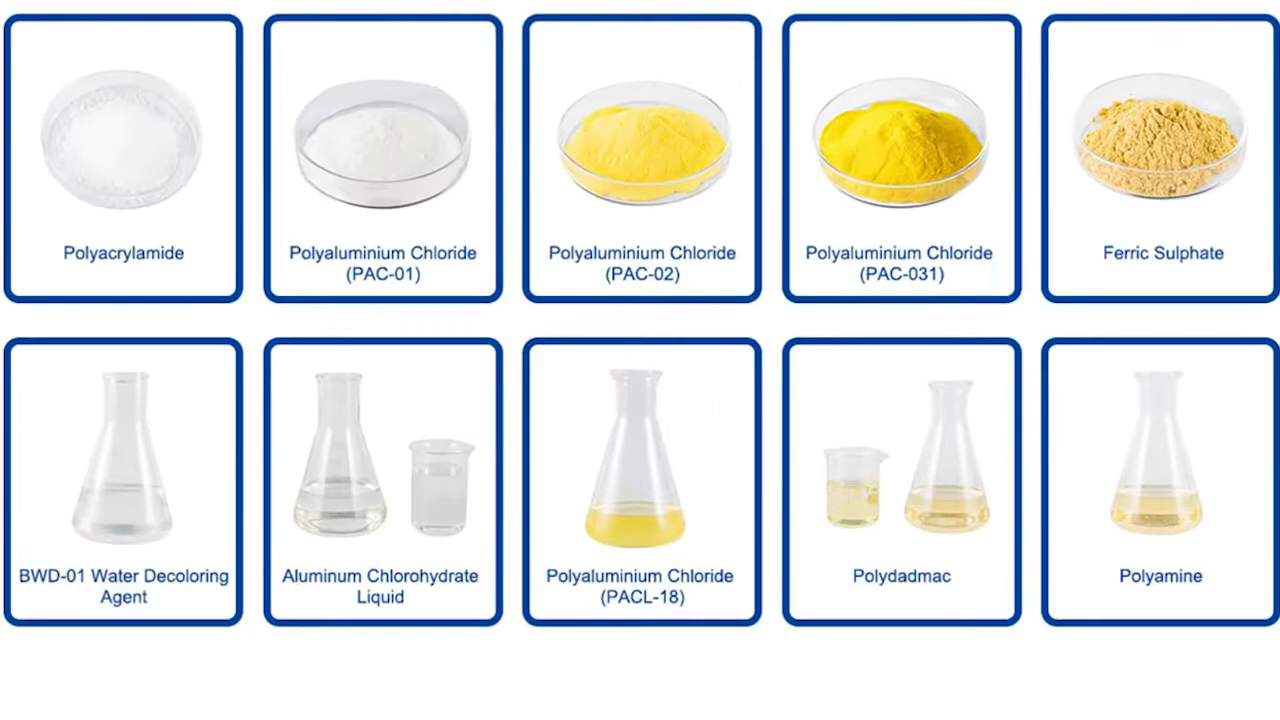 Polyacrylamide
Polyaluminium Chloride
(PAC-01)
Polyaluminium Chloride
(PAC-02)
Polyaluminium Chloride
(PAC-031)
Ferric Sulphate
BWD-01 Water Decoloring
Agent
Aluminum Chlorohydrate
Liquid
Polyaluminium Chloride
(PACL-18)
Polydadmac
Polyamine